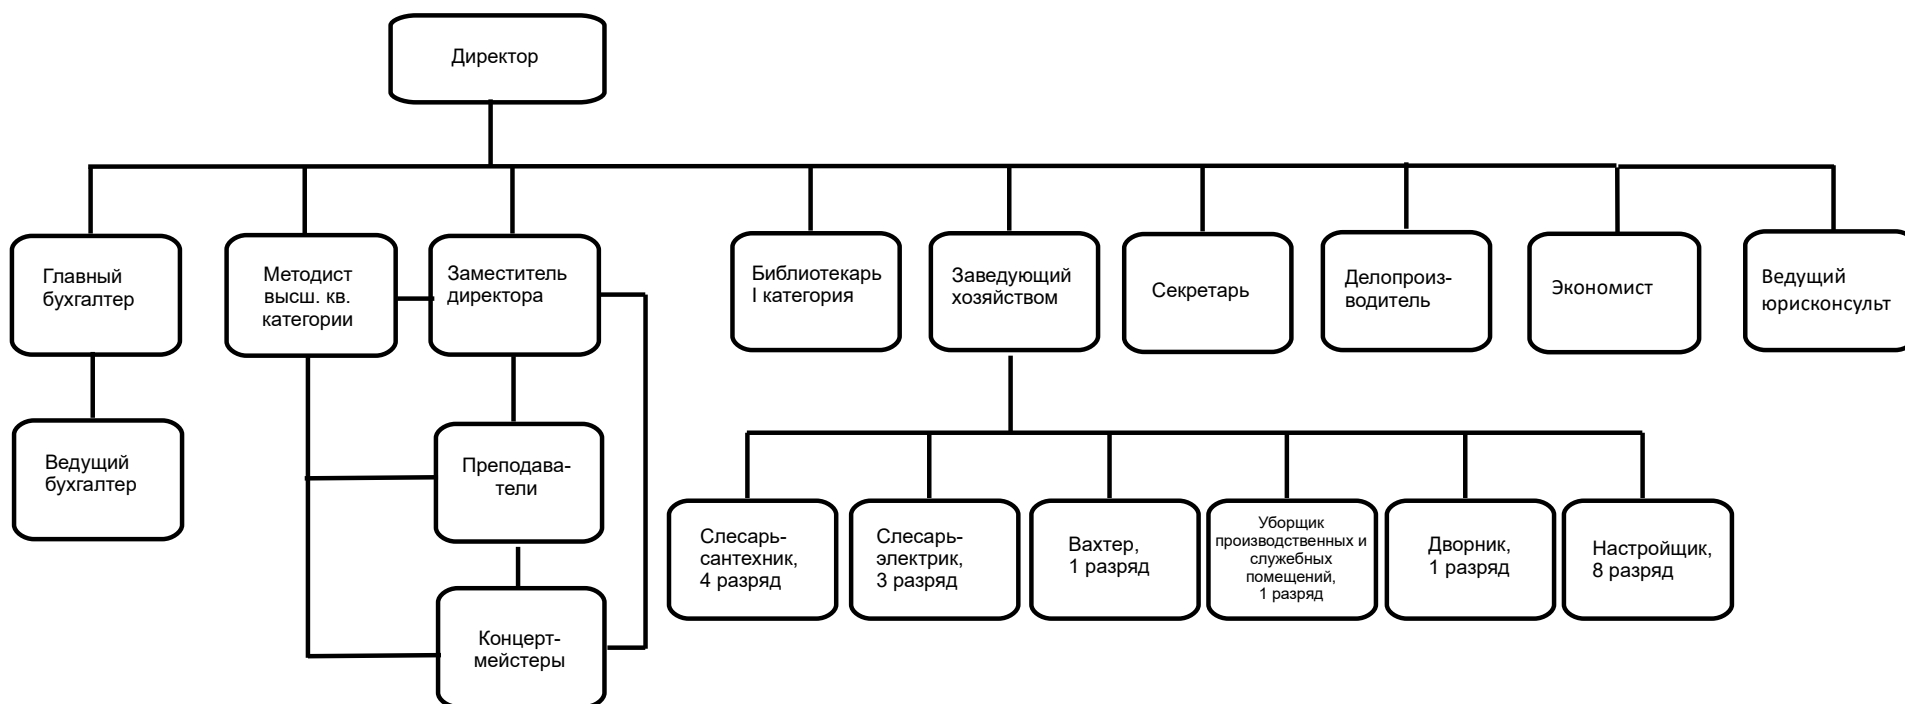 Директор
Главный
бухгалтер
Методист
высш. кв.
категории
Заместитель
директора
Библиотекарь
I категория
Заведующий
хозяйством
Секретарь
Делопроиз-
водитель
Экономист
Ведущий
юрисконсульт
Ведущий
бухгалтер
Преподава-
тели
Слесарь-
сантехник,
4 разряд
Слесарь-
электрик,
3 разряд
Вахтер,
1 разряд
Уборщик
производственных и
служебных
помещений,
1 разряд
Дворник,
1 разряд
Настройщик,
8 разряд
Концерт-
мейстеры